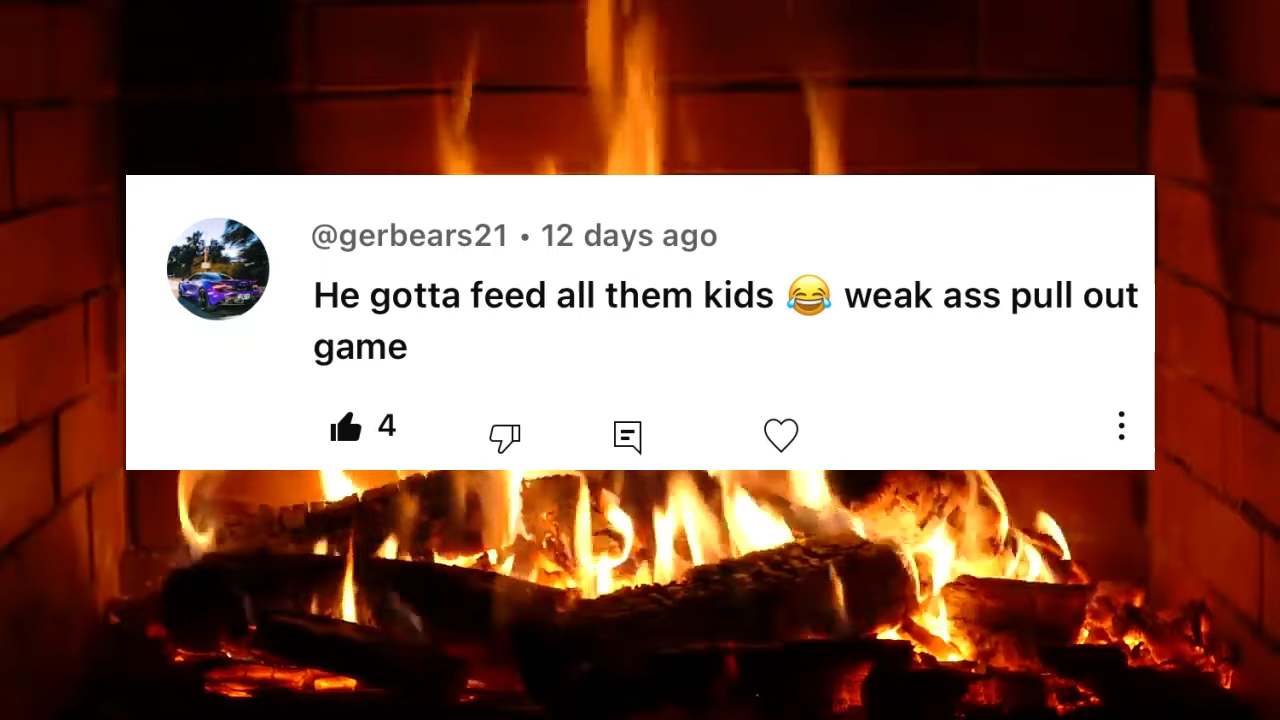 @gerbears21 • 12 days ago
He gotta feed all them kids 😂 weak ass pull out
game
4